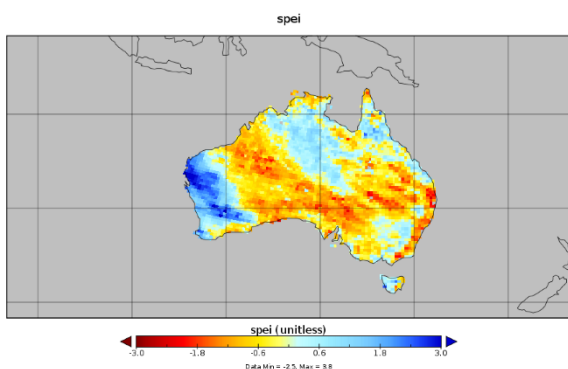 spei
spei (unitless)
-3.0 -1.8 -0.6 0.6 1.8 3.0
Data Min = -2.5, Max = 3.8